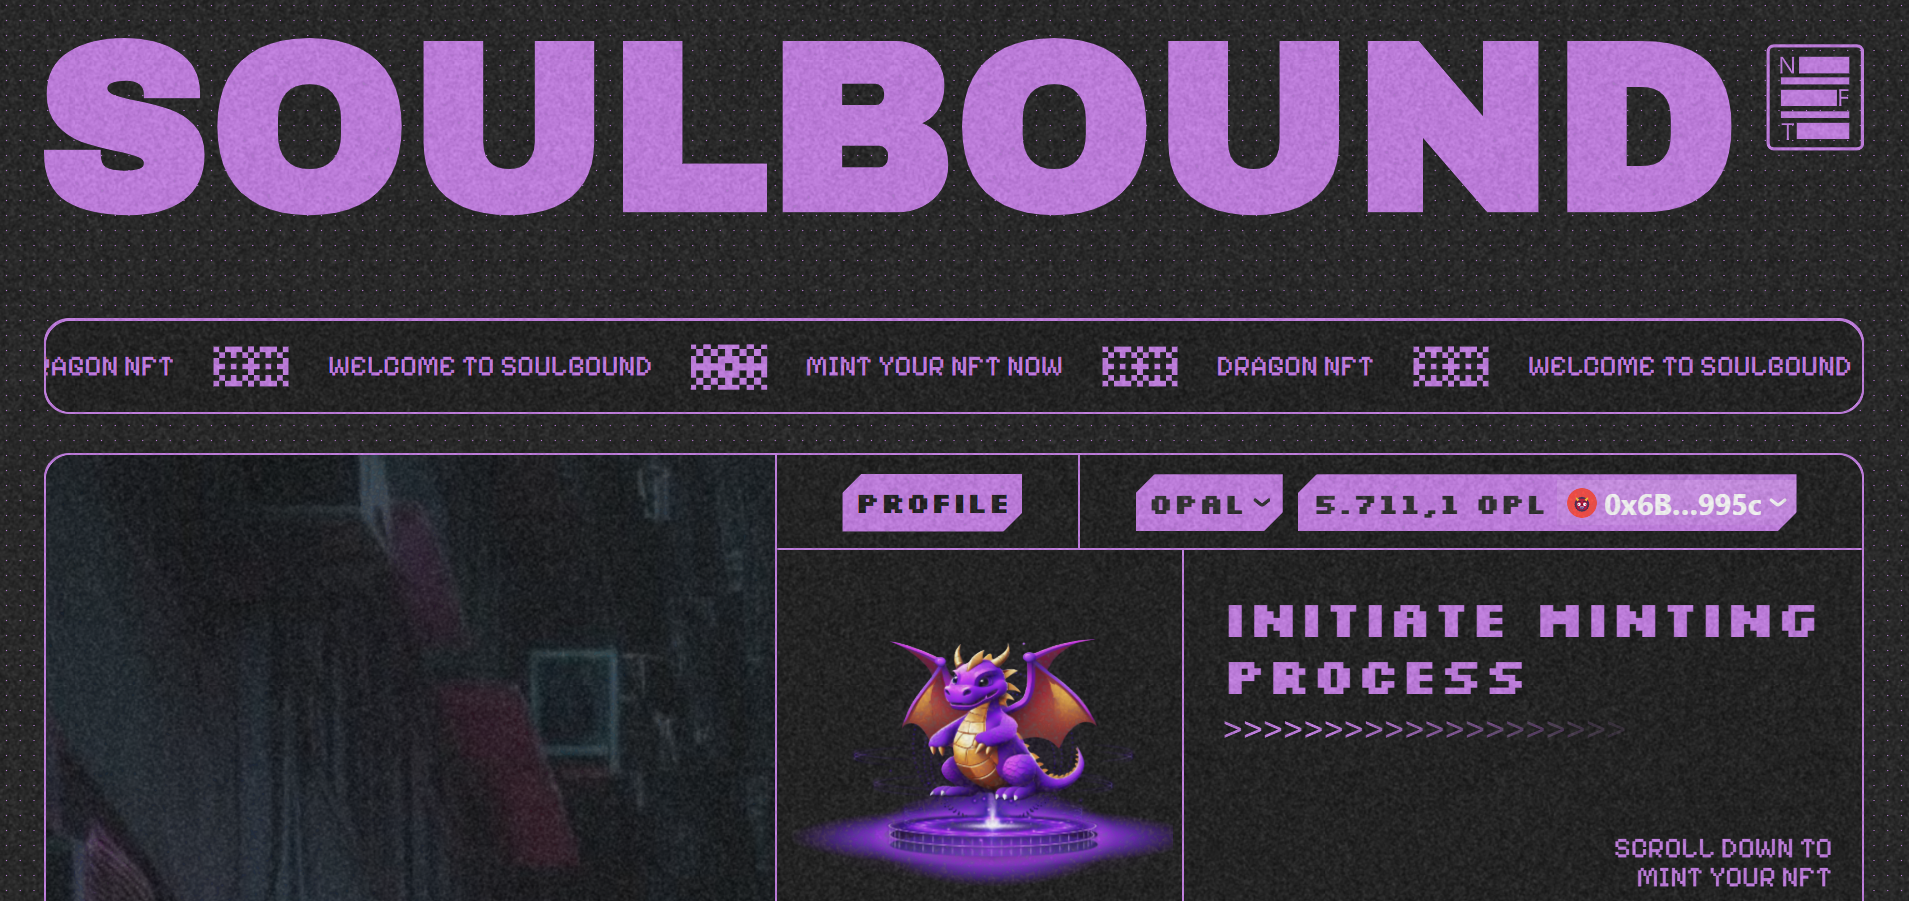 SOULBOUND
N
F
T
AGON NFT WELCOME TO SOULBOUND MINT YOUR NFT NOW DRAGON NFT WELCOME TO SOULBOUND
PROFILE
OPAL
5.711,1 OPL 0x6B...995c
INITIATE MINTING
PROCESS
>>>>>>>>>>>>>>>>>>>>
SCROLL DOWN TO
MINT YOUR NFT